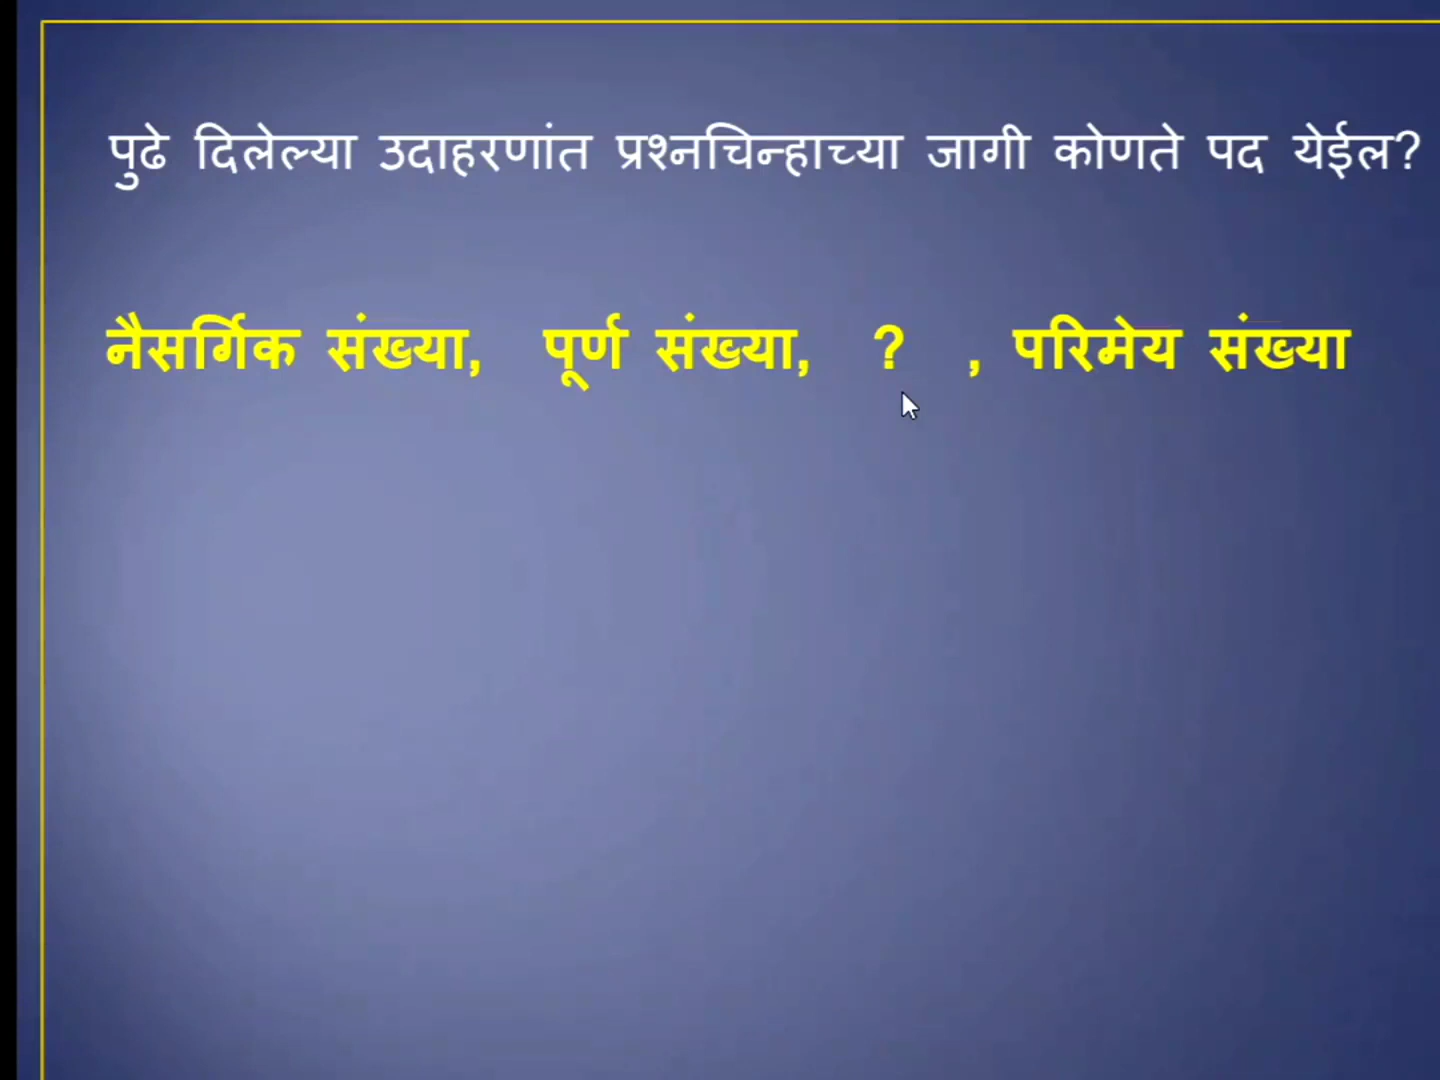 पुढे दिलेल्या उदाहरणांत प्रश्नचिन्हाच्या जागी कोणते पद येईल?
नैसर्गिक संख्या, पूर्ण संख्या, ? , परिमेय संख्या